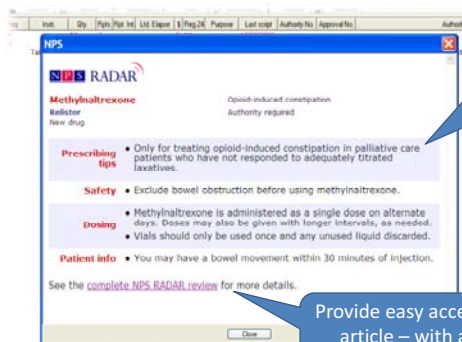 Instr. Qty. Rpts Rpt. Int. Ltd. Elapse $ Reg.24 Purpose Last script Authority No. Approval No. Authori
NPS
NPS RADAR
Methylnaltrexone Opioid-induced constipation
Relistor Authority required
New drug
Prescribing tips • Only for treating opioid-induced constipation in palliative care
patients who have not responded to adequately titrated
laxatives.
Safety • Exclude bowel obstruction before using methylnaltrexone.
Dosing • Methylnaltrexone is administered as a single dose on alternate
days. Doses may also be given with longer intervals, as needed.
• Vials should only be used once and any unused liquid discarded.
Patient info • You may have a bowel movement within 30 minutes of injection.
See the complete NPS RADAR review for more details.
Close
Provide easy acce
article – with a